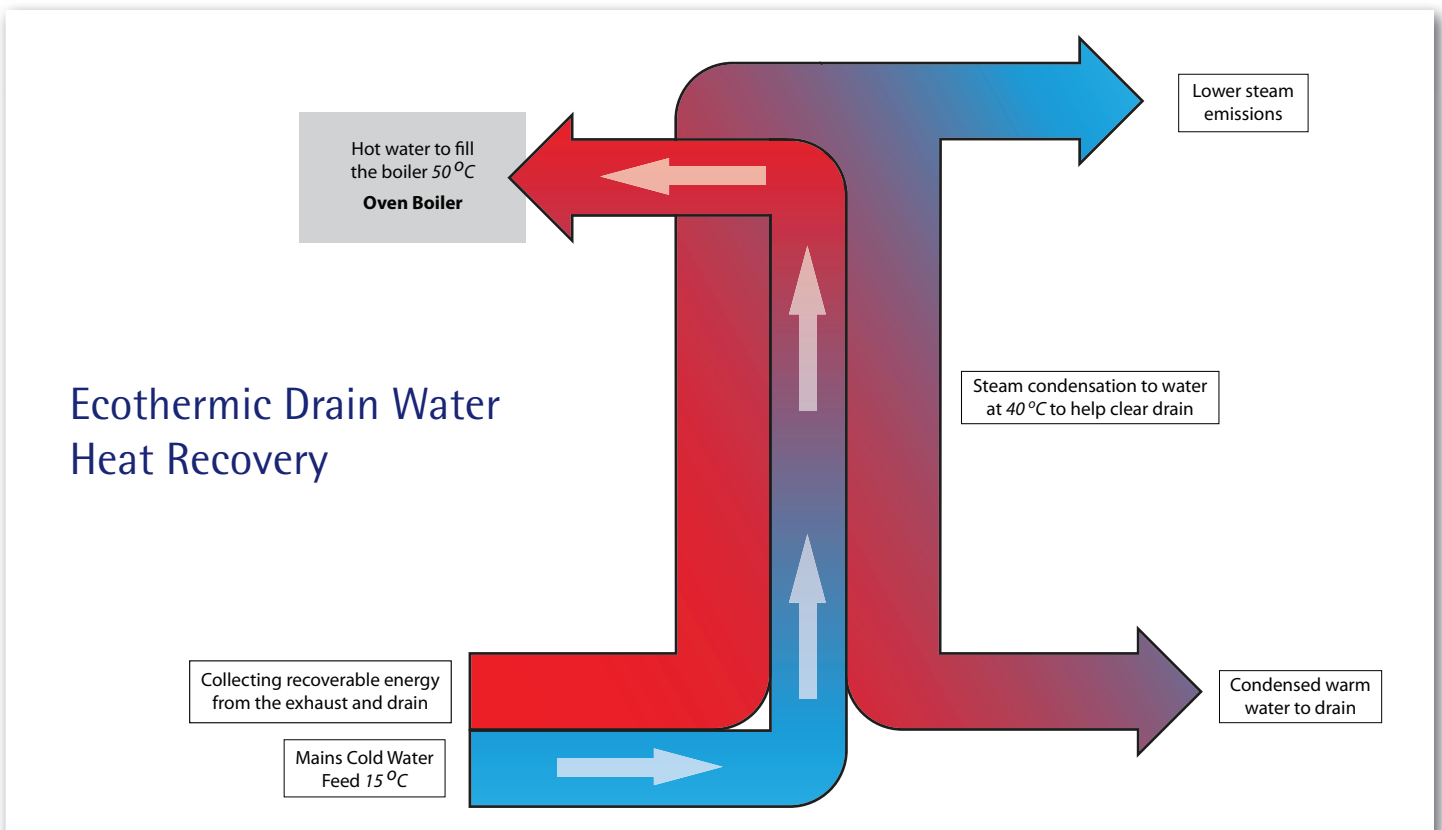 Lower steam
emissions
Hot water to fill
the boiler 50 °C
Oven Boiler
Ecothermic Drain Water
Heat Recovery
Steam condensation to water
at 40 °C to help clear drain
Collecting recoverable energy
from the exhaust and drain
Condensed warm
water to drain
Mains Cold Water
Feed 15 °C